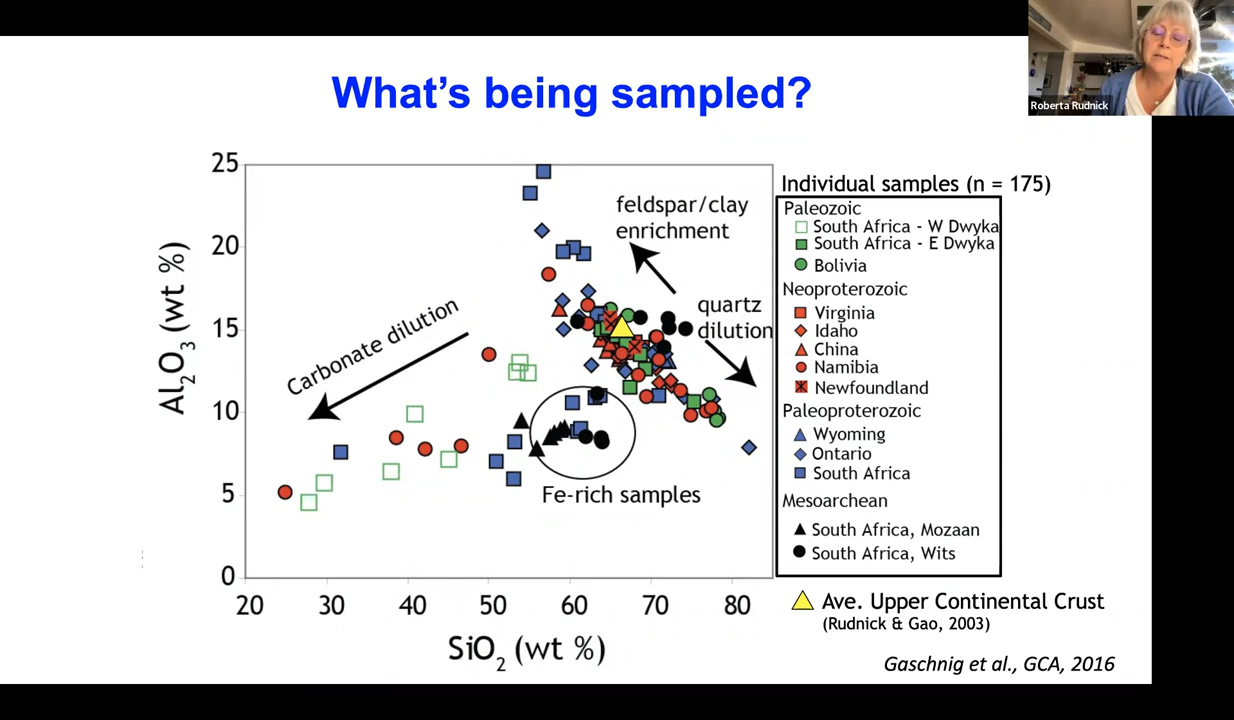 Roberta Rudnick
What's being sampled?
25
20
15
10
5
0
Al2O3 (wt %)
20 30 40 50 60 70 80
SiO2 (wt %)
Carbonate dilution
feldspar/clay
enrichment
quartz
dilution
Fe-rich samples
Individual samples (n = 175)
Paleozoic
South Africa - W Dwyka
South Africa - E Dwyka
Bolivia
Neoproterozoic
Virginia
Idaho
China
Namibia
Newfoundland
Paleoproterozoic
Wyoming
Ontario
South Africa
Mesoarchean
South Africa, Mozaan
South Africa, Wits
Ave. Upper Continental Crust
(Rudnick & Gao, 2003)
Gaschnig et al., GCA, 2016